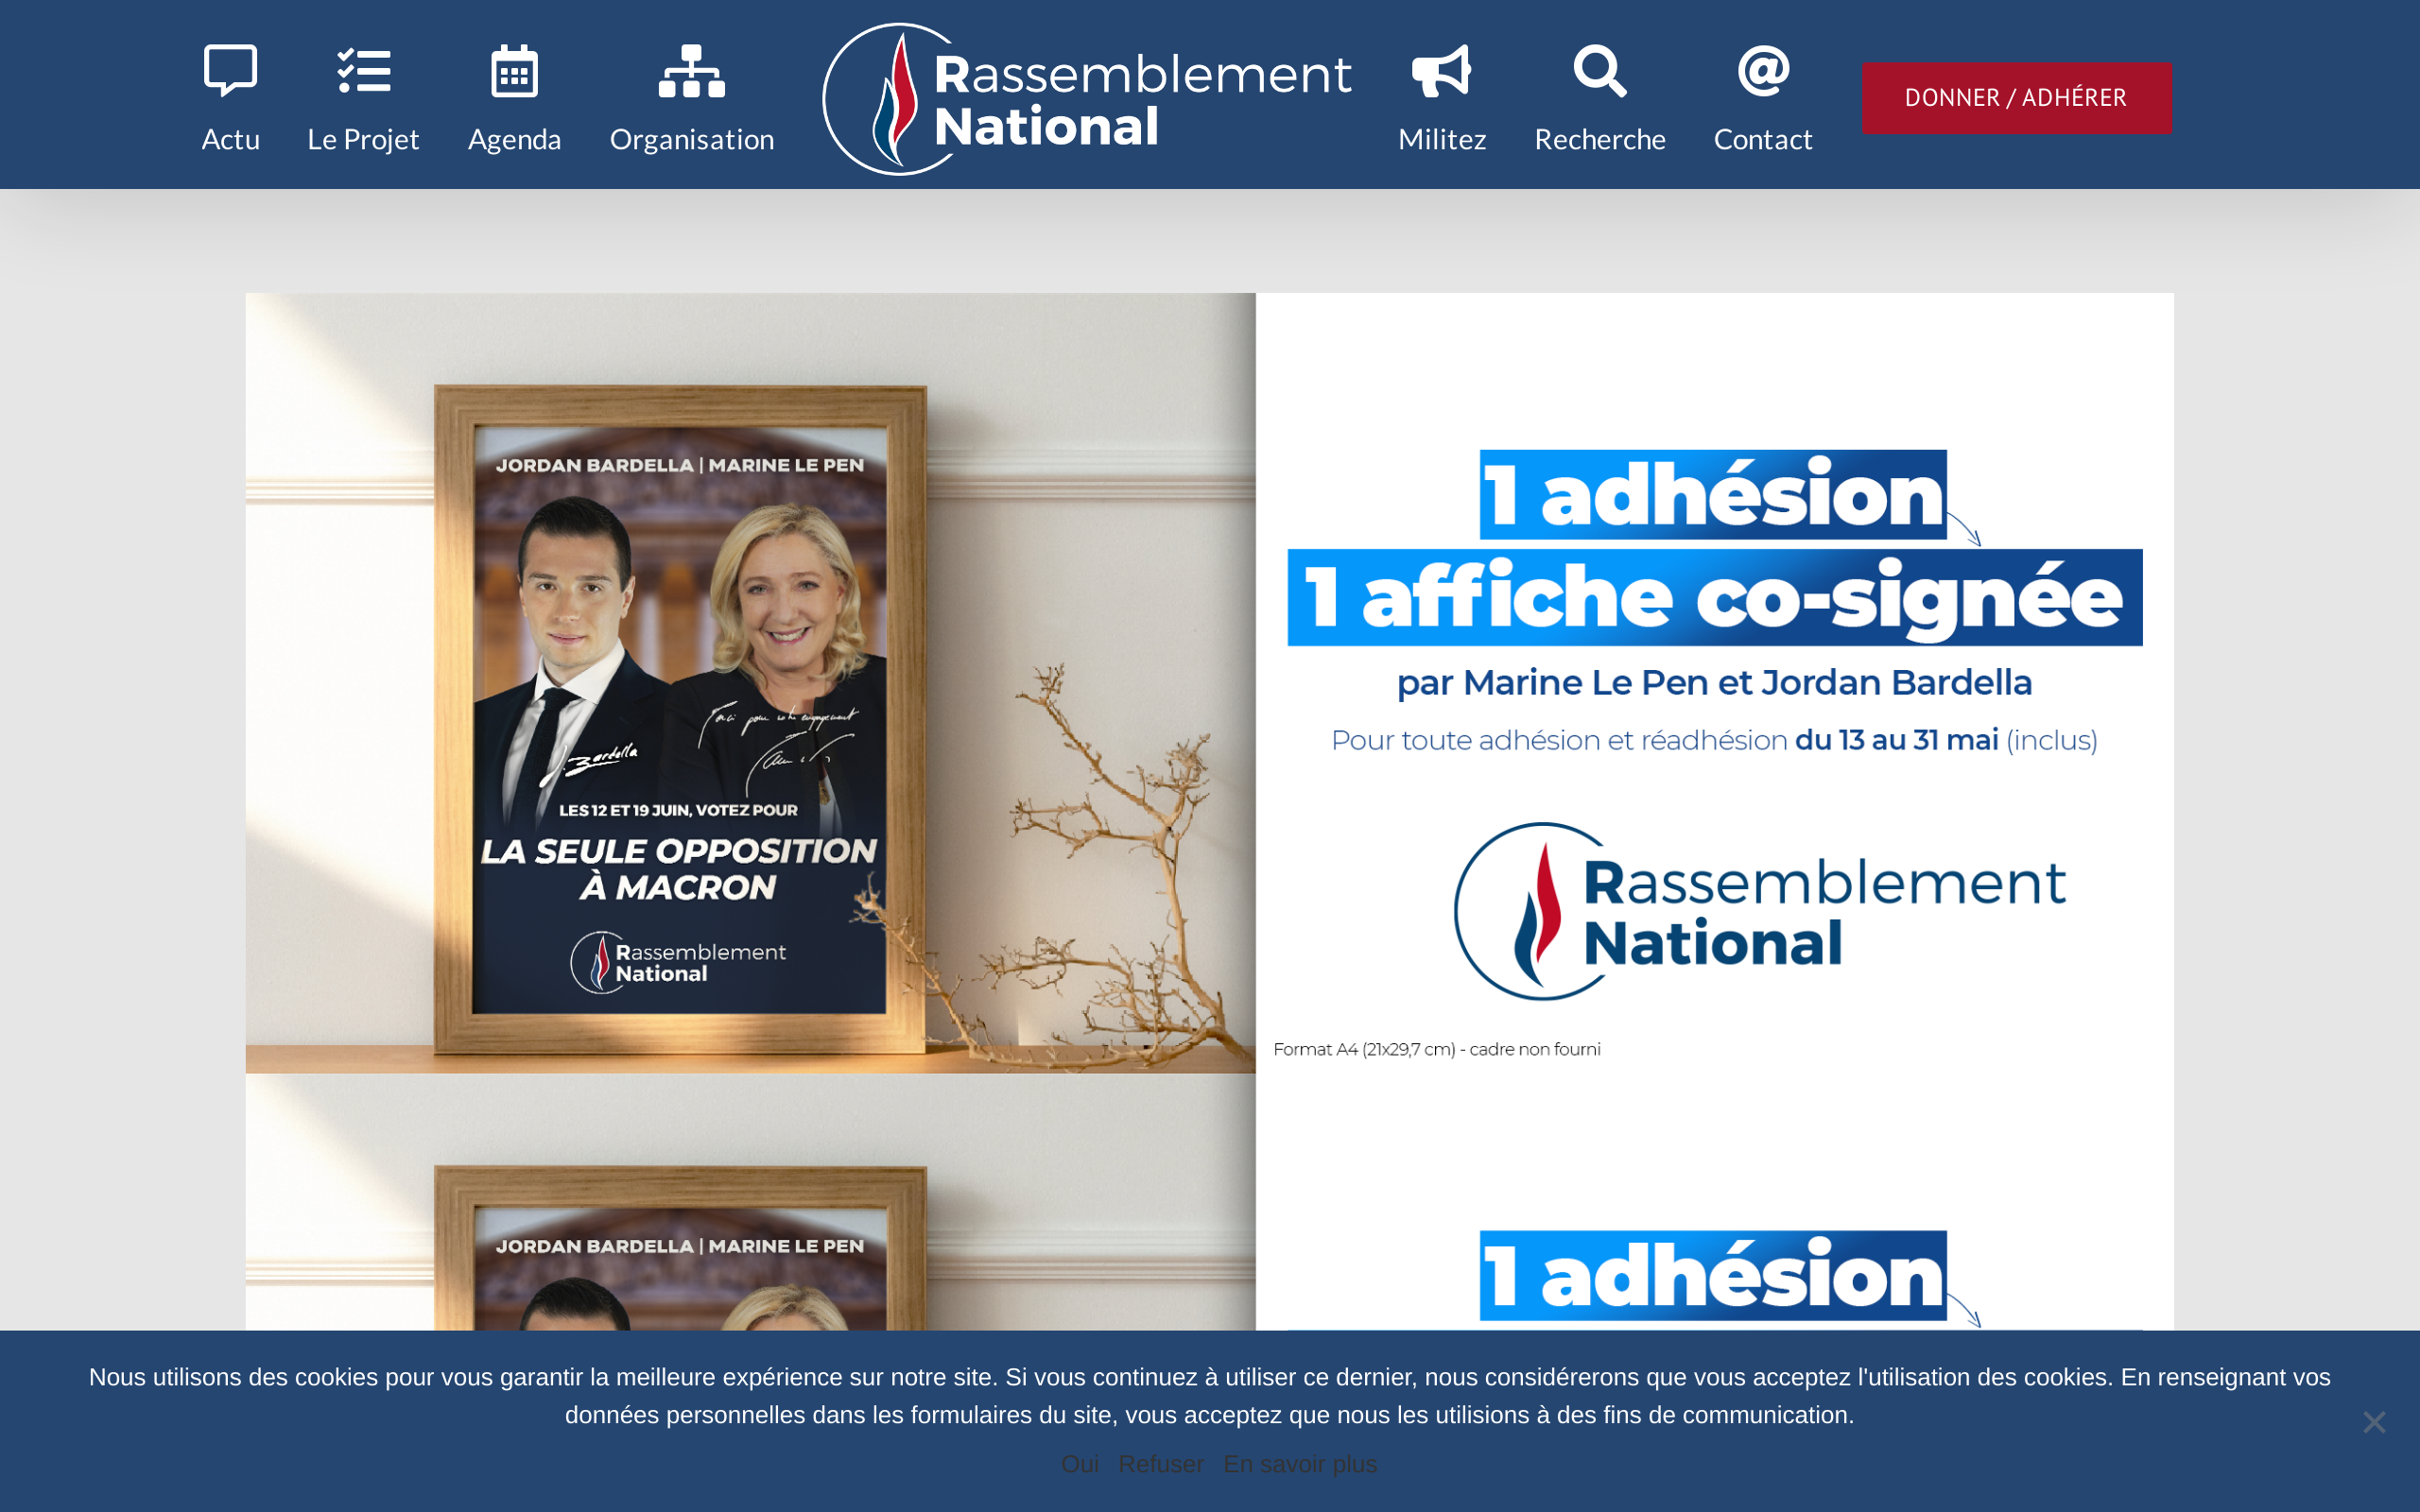 Actu
Le Projet
Agenda
Organisation
Rassemblement
National
Militez
Recherche
Contact
DONNER / ADHÉRER
JORDAN BARDELLA | MARINE LE PEN
Merci pour votre engagement
J. Bardella
LES 12 ET 19 JUIN, VOTEZ POUR
LA SEULE OPPOSITION
À MACRON
Rassemblement
National
1 adhésion
1 affiche co-signée
par Marine Le Pen et Jordan Bardella
Pour toute adhésion et réadhésion du 13 au 31 mai (inclus)
Rassemblement
National
Format A4 (21x29,7 cm) - cadre non fourni
JORDAN BARDELLA | MARINE LE PEN
1 adhésion
Nous utilisons des cookies pour vous garantir la meilleure expérience sur notre site. Si vous continuez à utiliser ce dernier, nous considérerons que vous acceptez l'utilisation des cookies. En renseignant vos
données personnelles dans les formulaires du site, vous acceptez que nous les utilisions à des fins de communication.
Oui Refuser En savoir plus